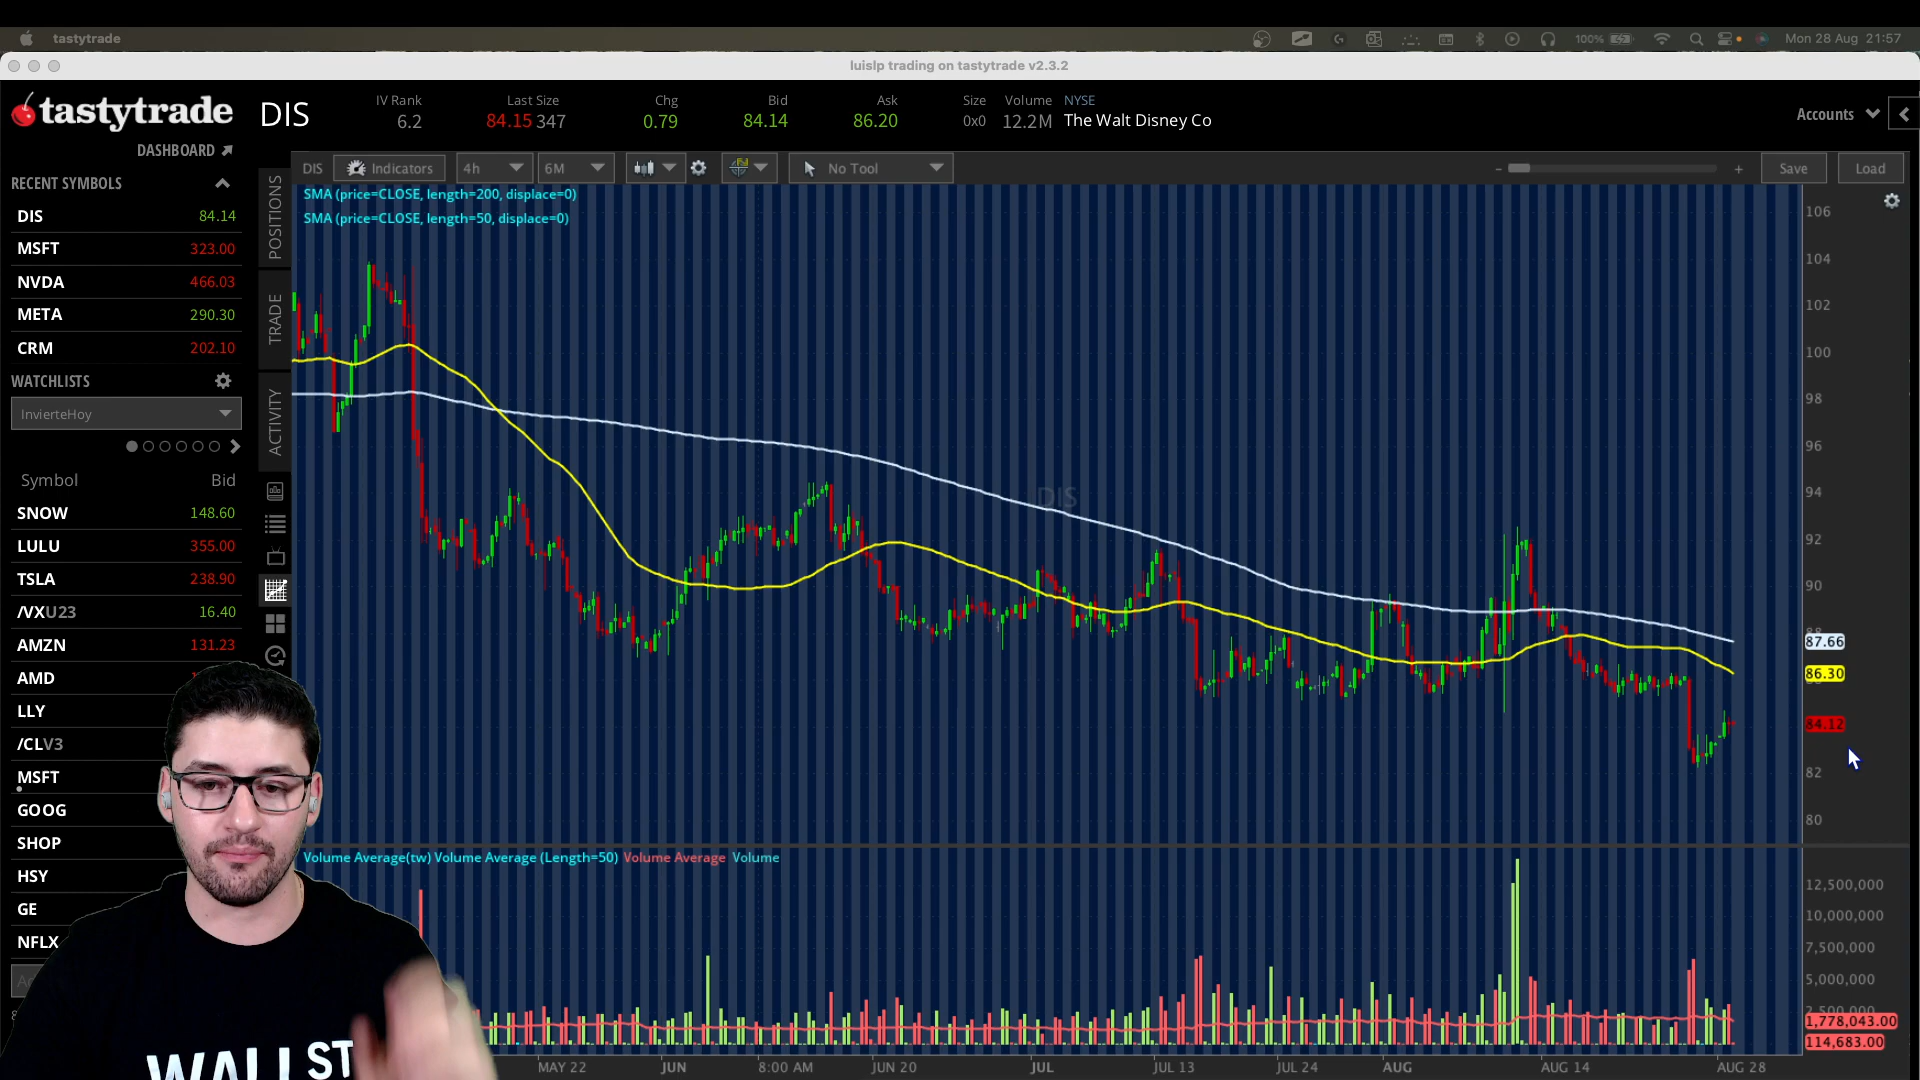 tastytrade
100%
Mon 28 Aug 21:57
luislp trading on tastytrade v2.3.2
tastytrade
DASHBOARD
DIS
IV Rank
6.2
Last Size
84.15 347
Chg
0.79
Bid
84.14
Ask
86.20
Size
0x0
Volume
12.2M
NYSE
The Walt Disney Co
Accounts
RECENT SYMBOLS
DIS 84.14
MSFT 323.00
NVDA 466.03
META 290.30
CRM 202.10
WATCHLISTS
InvierteHoy
Symbol Bid
SNOW 148.60
LULU 355.00
TSLA 238.90
/VXU23 16.40
AMZN 131.23
AMD
LLY
/CLV3
MSFT
GOOG
SHOP
HSY
GE
NFLX
POSITIONS
TRADE
ACTIVITY
DIS Indicators 4h 6M No Tool - + Save Load
SMA (price=CLOSE, length=200, displace=0)
SMA (price=CLOSE, length=50, displace=0)
DIS
106
104
102
100
98
96
94
92
90
87.66
86.30
84.12
82
80
Volume Average(tw) Volume Average (Length=50) Volume Average Volume
12,500,000
10,000,000
7,500,000
5,000,000
1,778,043.00
114,683.00
MAY 22 JUN 8:00 AM JUN 20 JUL JUL 13 JUL 24 AUG AUG 14 AUG 28
WALL ST